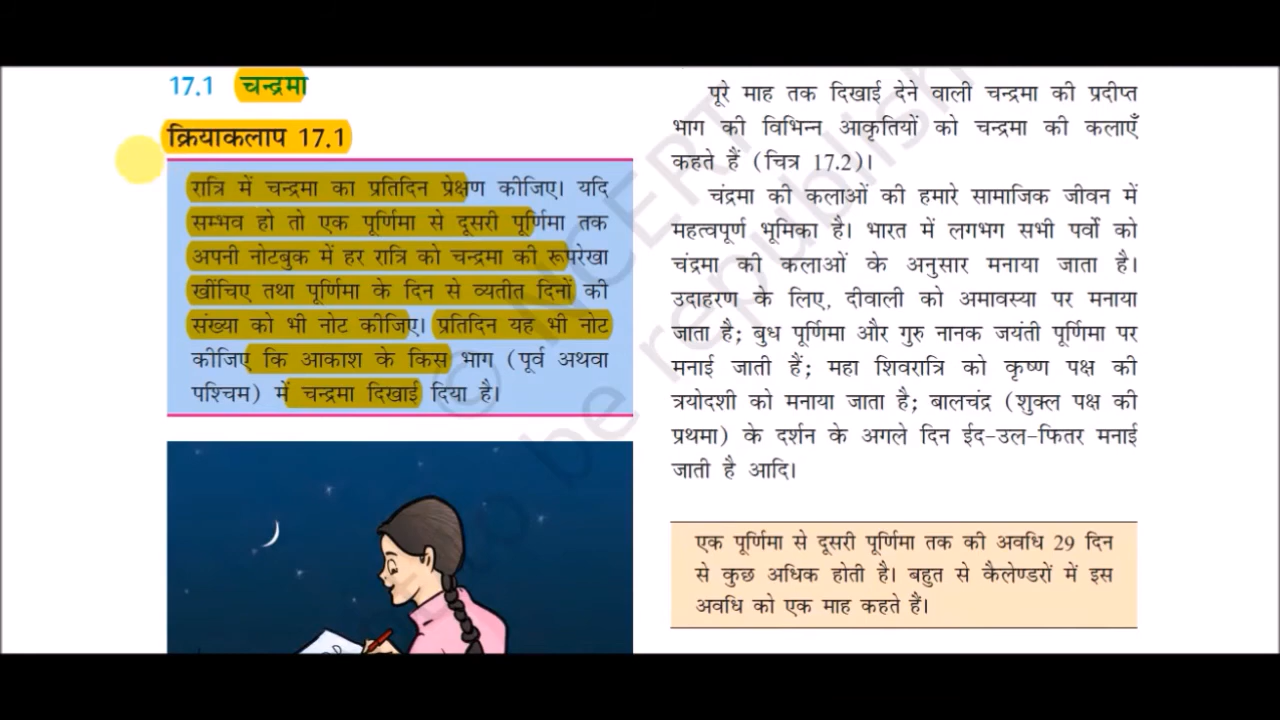 17.1 चन्द्रमा
क्रियाकलाप 17.1
रात्रि में चन्द्रमा का प्रतिदिन प्रेक्षण कीजिए। यदि
सम्भव हो तो एक पूर्णिमा से दूसरी पूर्णिमा तक
अपनी नोटबुक में हर रात्रि को चन्द्रमा की रूपरेखा
खींचिए तथा पूर्णिमा के दिन से व्यतीत दिनों की
संख्या को भी नोट कीजिए। प्रतिदिन यह भी नोट
कीजिए कि आकाश के किस भाग (पूर्व अथवा
पश्चिम) में चन्द्रमा दिखाई दिया है।
पूरे माह तक दिखाई देने वाली चन्द्रमा की प्रदीप्त
भाग की विभिन्न आकृतियों को चन्द्रमा की कलाएँ
कहते हैं (चित्र 17.2)।
चंद्रमा की कलाओं की हमारे सामाजिक जीवन में
महत्वपूर्ण भूमिका है। भारत में लगभग सभी पर्वो को
चंद्रमा की कलाओं के अनुसार मनाया जाता है।
उदाहरण के लिए, दीवाली को अमावस्या पर मनाया
जाता है; बुध पूर्णिमा और गुरु नानक जयंती पूर्णिमा पर
मनाई जाती हैं; महा शिवरात्रि को कृष्ण पक्ष की
त्रयोदशी को मनाया जाता है; बालचंद्र (शुक्ल पक्ष की
प्रथमा) के दर्शन के अगले दिन ईद-उल-फितर मनाई
जाती है आदि।
एक पूर्णिमा से दूसरी पूर्णिमा तक की अवधि 29 दिन
से कुछ अधिक होती है। बहुत से कैलेण्डरों में इस
अवधि को एक माह कहते हैं।
© NCERT
be republish